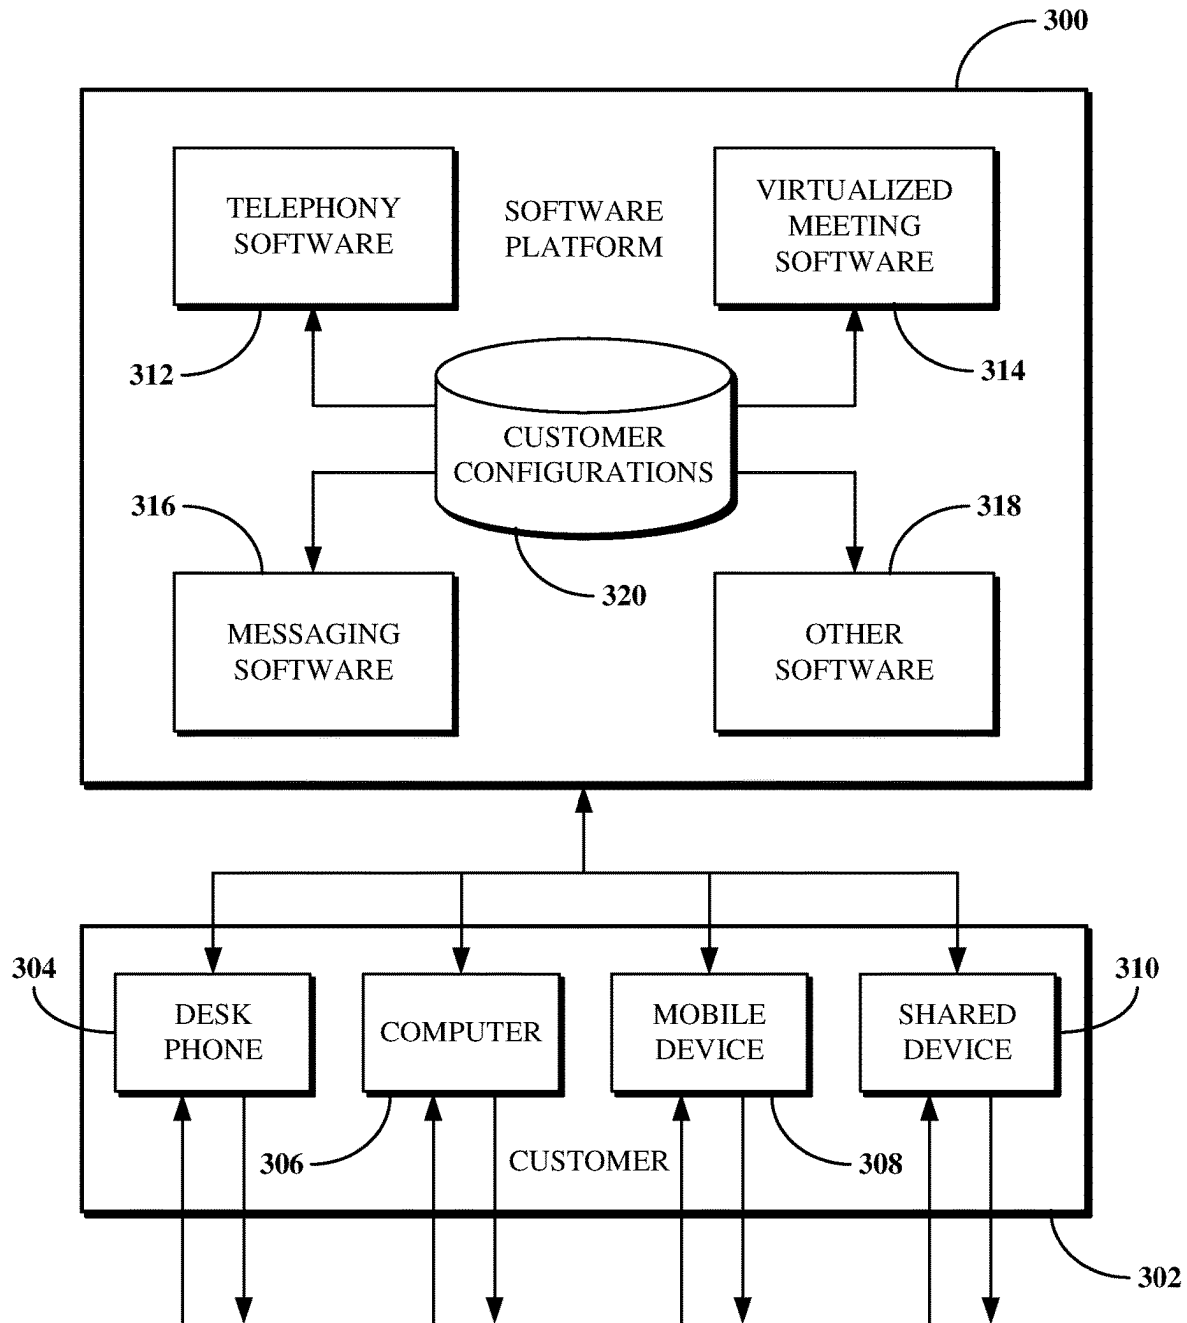 300
TELEPHONY
SOFTWARE
SOFTWARE
PLATFORM
VIRTUALIZED
MEETING
SOFTWARE
312
314
CUSTOMER
CONFIGURATIONS
316
318
320
MESSAGING
SOFTWARE
OTHER
SOFTWARE
304
310
DESK
PHONE
COMPUTER
MOBILE
DEVICE
SHARED
DEVICE
306
CUSTOMER
308
302